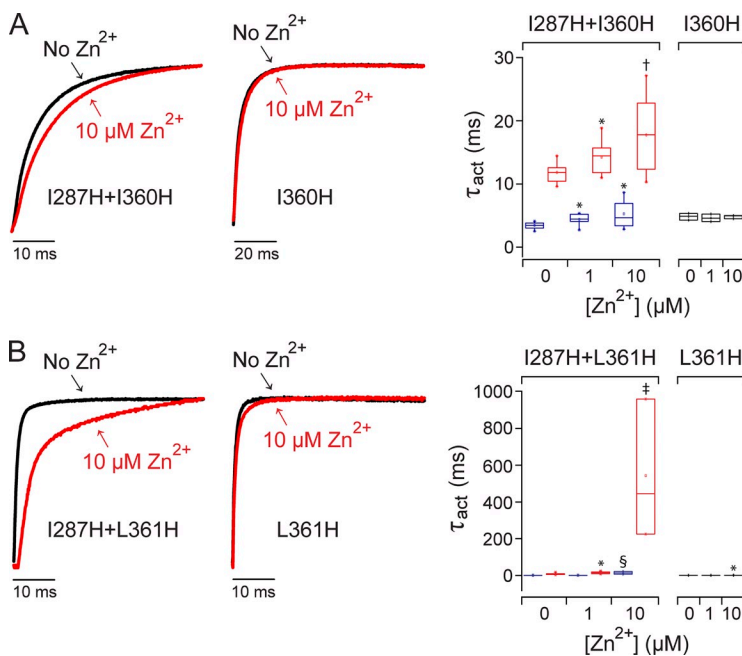 A
No Zn2+
10 µM Zn2+
I287H+I360H
10 ms
No Zn2+
10 µM Zn2+
I360H
20 ms
I287H+I360H
I360H
τact (ms)
30
20
10
0
*
*
*
†
0
1
10
0
1
10
[Zn2+] (µM)
B
No Zn2+
10 µM Zn2+
I287H+L361H
10 ms
No Zn2+
10 µM Zn2+
L361H
10 ms
I287H+L361H
L361H
τact (ms)
1000
800
600
400
200
0
*
§
‡
*
0
1
10
0
1
10
[Zn2+] (µM)